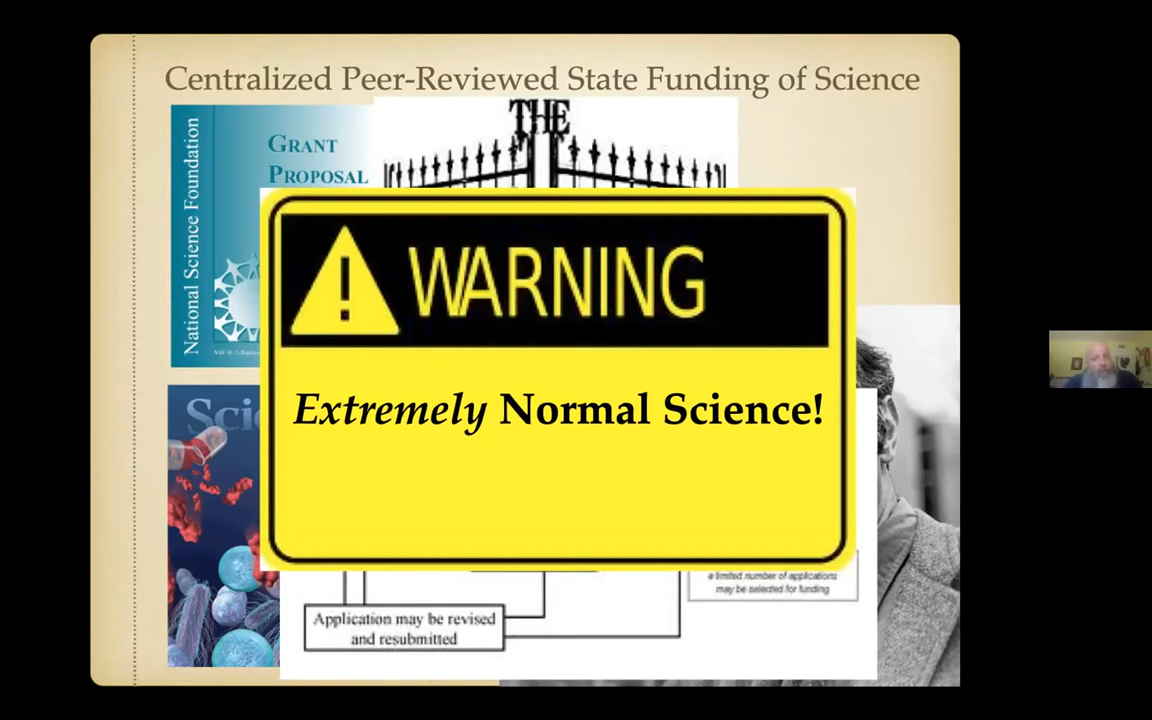 Centralized Peer-Reviewed State Funding of Science
THE
GRANT
PROPOSAL
National Science Foundation
WARNING
Extremely Normal Science!
Sci
a limited number of applications
may be selected for funding
Application may be revised
and resubmitted